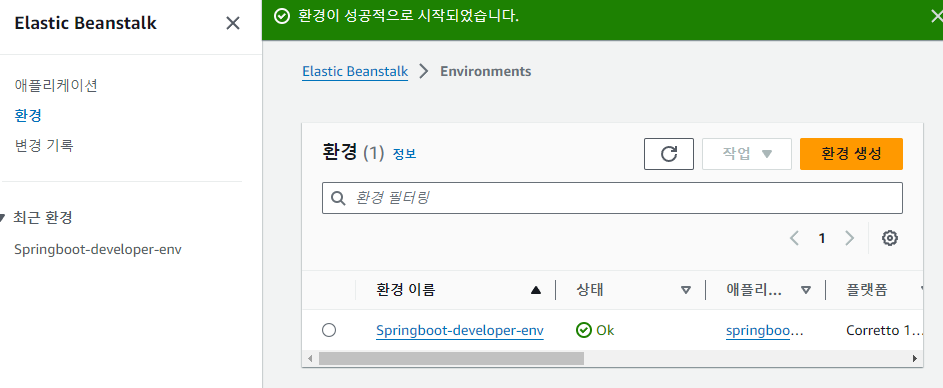 Elastic Beanstalk
환경이 성공적으로 시작되었습니다.
애플리케이션
환경
변경 기록
최근 환경
Springboot-developer-env
Elastic Beanstalk > Environments
환경 (1) 정보
작업
환경 생성
환경 필터링
1
환경 이름 상태 애플리... 플랫폼
Springboot-developer-env Ok springboo... Corretto 1...